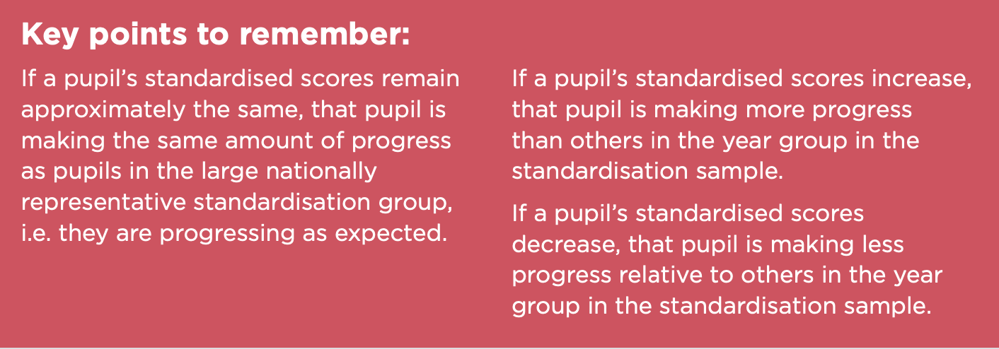 Key points to remember:
If a pupil’s standardised scores remain
approximately the same, that pupil is
making the same amount of progress
as pupils in the large nationally
representative standardisation group,
i.e. they are progressing as expected.
If a pupil’s standardised scores increase,
that pupil is making more progress
than others in the year group in the
standardisation sample.
If a pupil’s standardised scores
decrease, that pupil is making less
progress relative to others in the year
group in the standardisation sample.